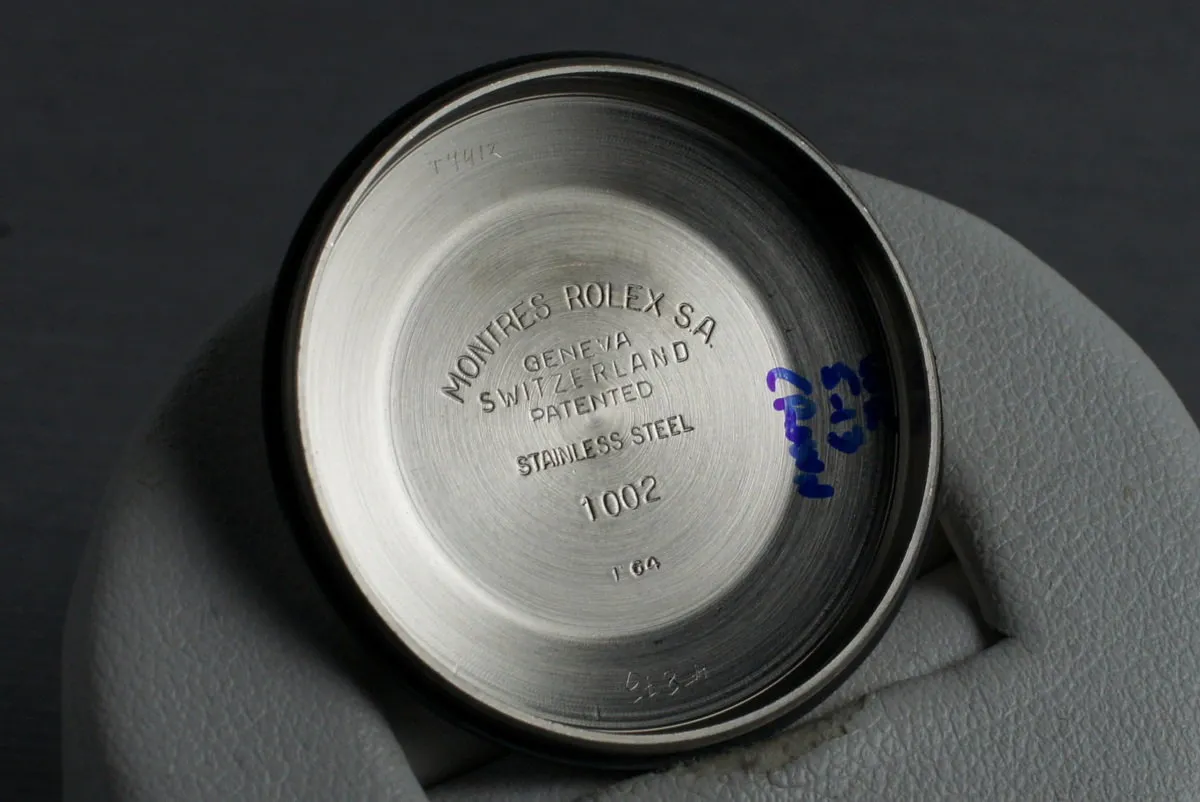 MONTRES ROLEX S.A.
GENEVA
SWITZERLAND
PATENTED
STAINLESS STEEL
1002
I 64